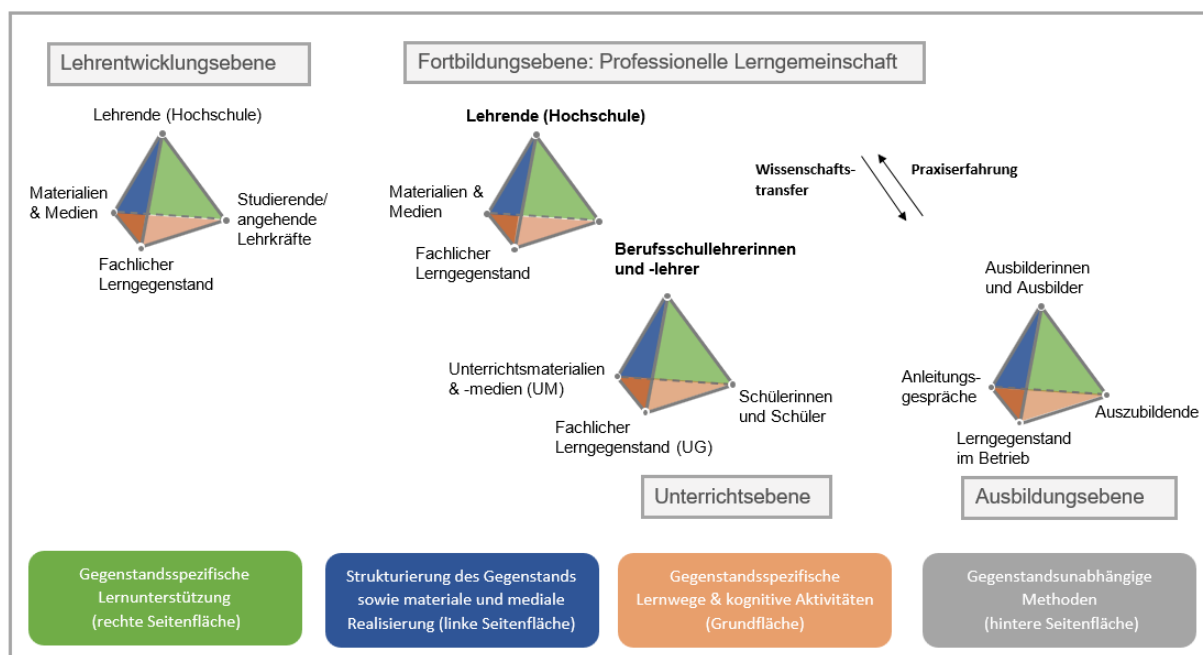 Lehrentwicklungsebene
Fortbildungsebene: Professionelle Lerngemeinschaft
Lehrende (Hochschule)
Materialien
& Medien
Studierende/
angehende
Lehrkräfte
Fachlicher
Lerngegenstand
Lehrende (Hochschule)
Materialien &
Medien
Fachlicher
Lerngegenstand
Berufsschullehrerinnen
und -lehrer
Wissenschafts-
transfer
Praxiserfahrung
Unterrichtsmaterialien
& -medien (UM)
Schülerinnen
und Schüler
Fachlicher
Lerngegenstand (UG)
Unterrichtsebene
Ausbilderinnen
und Ausbilder
Anleitungs-
gespräche
Auszubildende
Lerngegenstand
im Betrieb
Ausbildungsebene
Gegenstandsspezifische
Lernunterstützung
(rechte Seitenfläche)
Strukturierung des Gegenstands
sowie materiale und mediale
Realisierung (linke Seitenfläche)
Gegenstandsspezifische
Lernwege & kognitive Aktivitäten
(Grundfläche)
Gegenstandsunabhängige
Methoden
(hintere Seitenfläche)